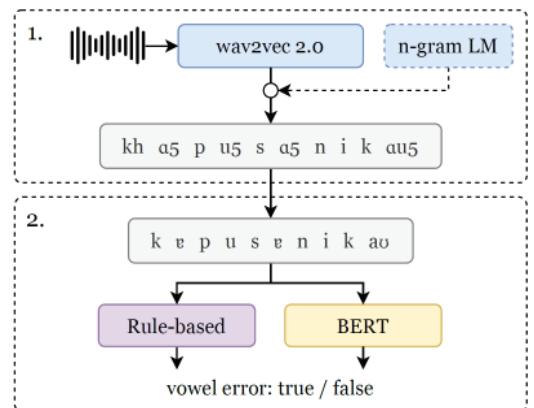 1.
wav2vec 2.0
n-gram LM
kh ɑ5 p u5 s ɑ5 n i k ɑu5
2.
k ɐ p u s ɐ n i k aʊ
Rule-based
BERT
vowel error: true / false